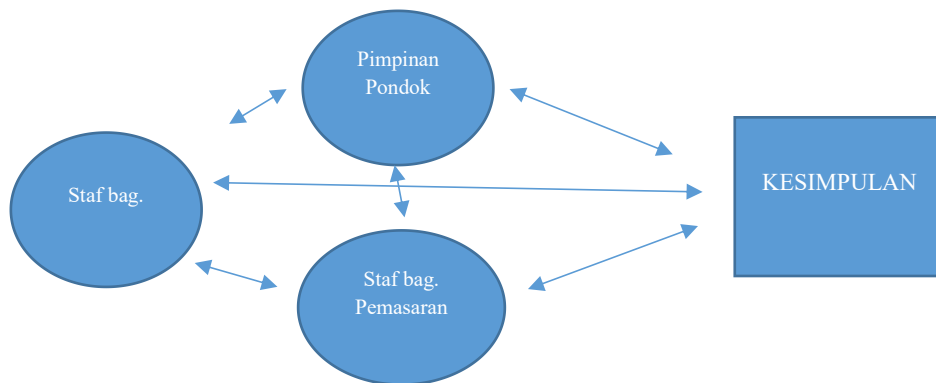 Pimpinan
Pondok
Staf bag.
KESIMPULAN
Staf bag.
Pemasaran